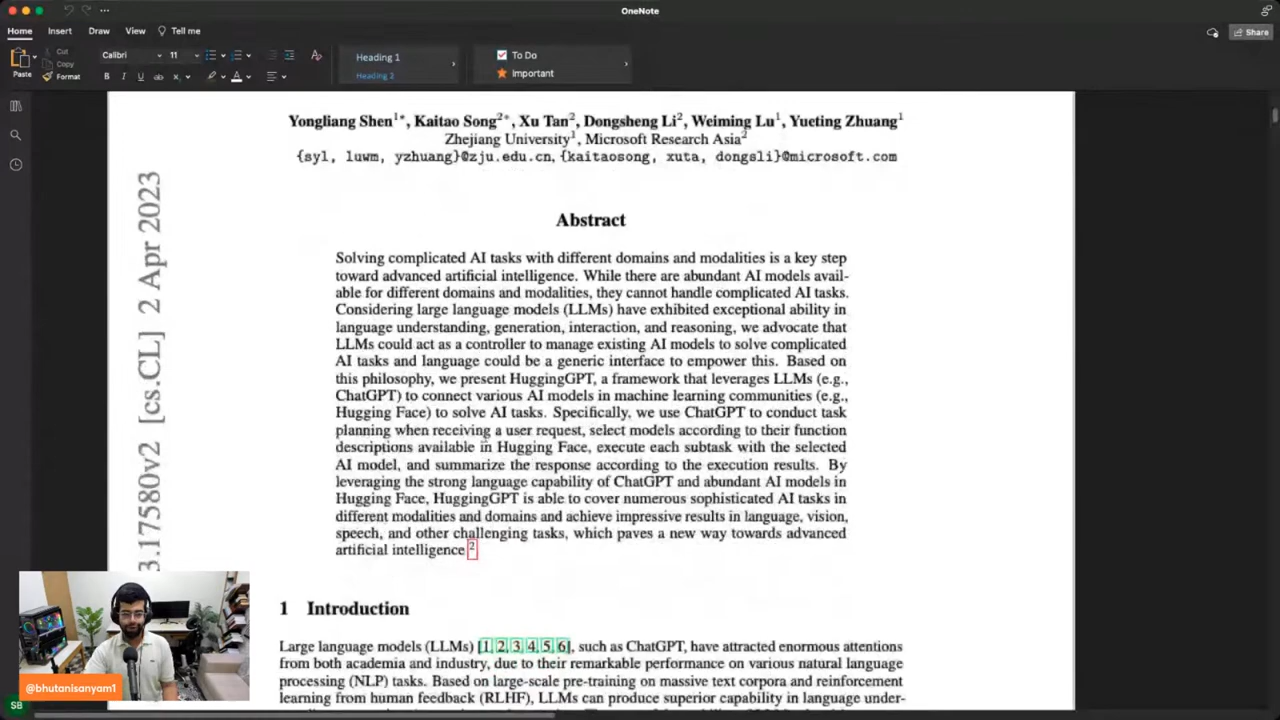 OneNote
Home Insert Draw View Tell me
Share
Paste
Cut
Copy
Format
Calibri 11
B I U ab x A
Heading 1
Heading 2
To Do
Important
Yongliang Shen1*, Kaitao Song2*, Xu Tan2, Dongsheng Li2, Weiming Lu1, Yueting Zhuang1
Zhejiang University1, Microsoft Research Asia2
{syl, luwm, yzhuang}@zju.edu.cn, {kaitaosong, xuta, dongsli}@microsoft.com
3.17580v2 [cs.CL] 2 Apr 2023
Abstract
Solving complicated AI tasks with different domains and modalities is a key step
toward advanced artificial intelligence. While there are abundant AI models avail-
able for different domains and modalities, they cannot handle complicated AI tasks.
Considering large language models (LLMs) have exhibited exceptional ability in
language understanding, generation, interaction, and reasoning, we advocate that
LLMs could act as a controller to manage existing AI models to solve complicated
AI tasks and language could be a generic interface to empower this. Based on
this philosophy, we present HuggingGPT, a framework that leverages LLMs (e.g.,
ChatGPT) to connect various AI models in machine learning communities (e.g.,
Hugging Face) to solve AI tasks. Specifically, we use ChatGPT to conduct task
planning when receiving a user request, select models according to their function
descriptions available in Hugging Face, execute each subtask with the selected
AI model, and summarize the response according to the execution results. By
leveraging the strong language capability of ChatGPT and abundant AI models in
Hugging Face, HuggingGPT is able to cover numerous sophisticated AI tasks in
different modalities and domains and achieve impressive results in language, vision,
speech, and other challenging tasks, which paves a new way towards advanced
artificial intelligence 2
1 Introduction
Large language models (LLMs) [1, 2, 3, 4, 5, 6], such as ChatGPT, have attracted enormous attentions
from both academia and industry, due to their remarkable performance on various natural language
processing (NLP) tasks. Based on large-scale pre-training on massive text corpora and reinforcement
learning from human feedback (RLHF), LLMs can produce superior capability in language under-
@bhutanisanyam1
SB